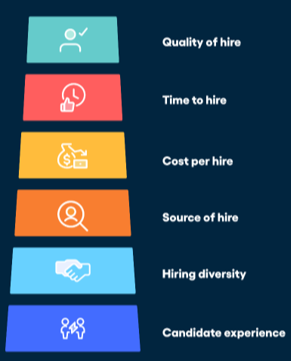 Quality of hire
Time to hire
Cost per hire
Source of hire
Hiring diversity
Candidate experience